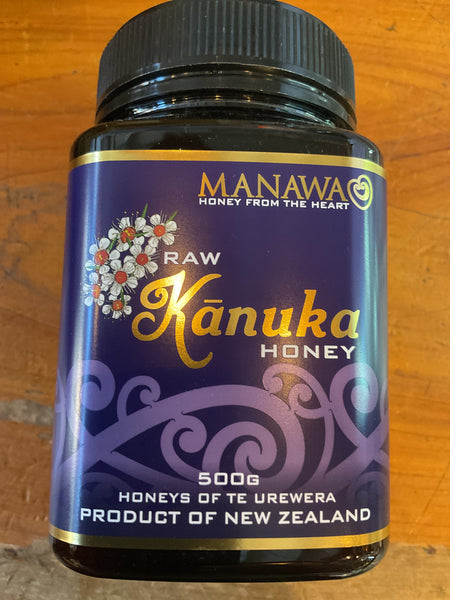 MANAWA
HONEY FROM THE HEART
RAW
Kānuka
HONEY
500G
HONEYS OF TE UREWERA
PRODUCT OF NEW ZEALAND